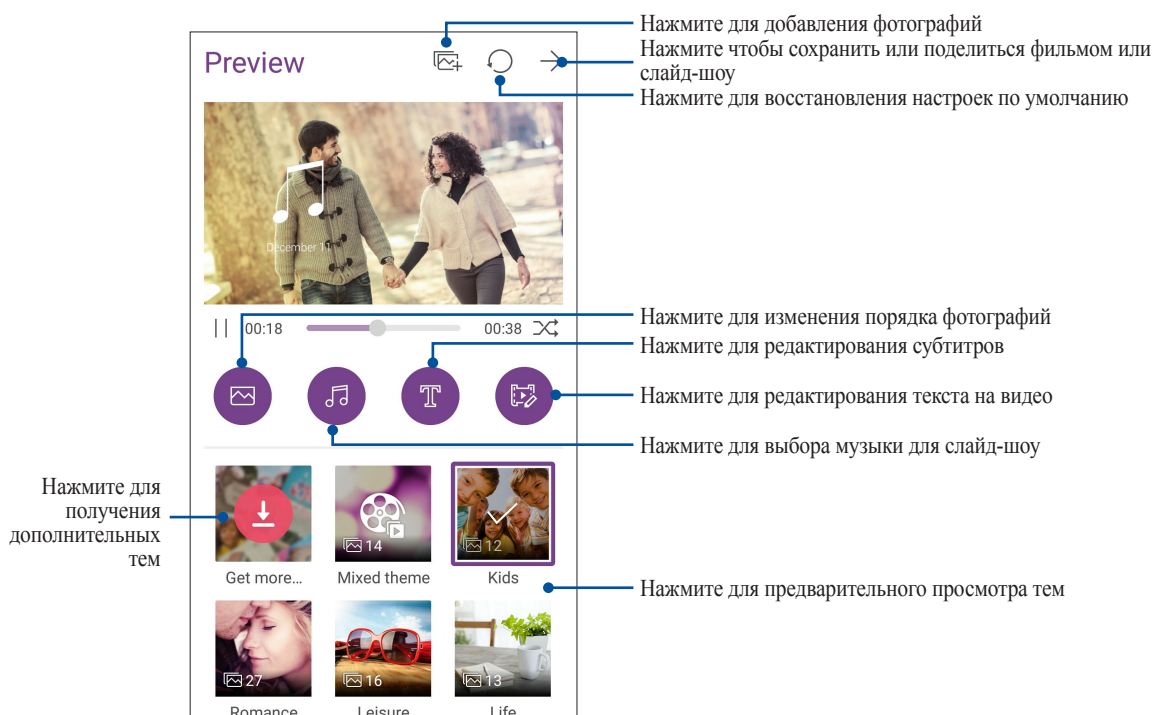 Нажмите для добавления фотографий
Нажмите чтобы сохранить или поделиться фильмом или
слайд-шоу
Нажмите для восстановления настроек по умолчанию
Preview
December 11
00:18
00:38
Нажмите для изменения порядка фотографий
Нажмите для редактирования субтитров
Нажмите для редактирования текста на видео
Нажмите для выбора музыки для слайд-шоу
Нажмите для
получения
дополнительных
тем
14
12
Get more...
Mixed theme
Kids
Нажмите для предварительного просмотра тем
27
16
13
Romance
Leisure
Life